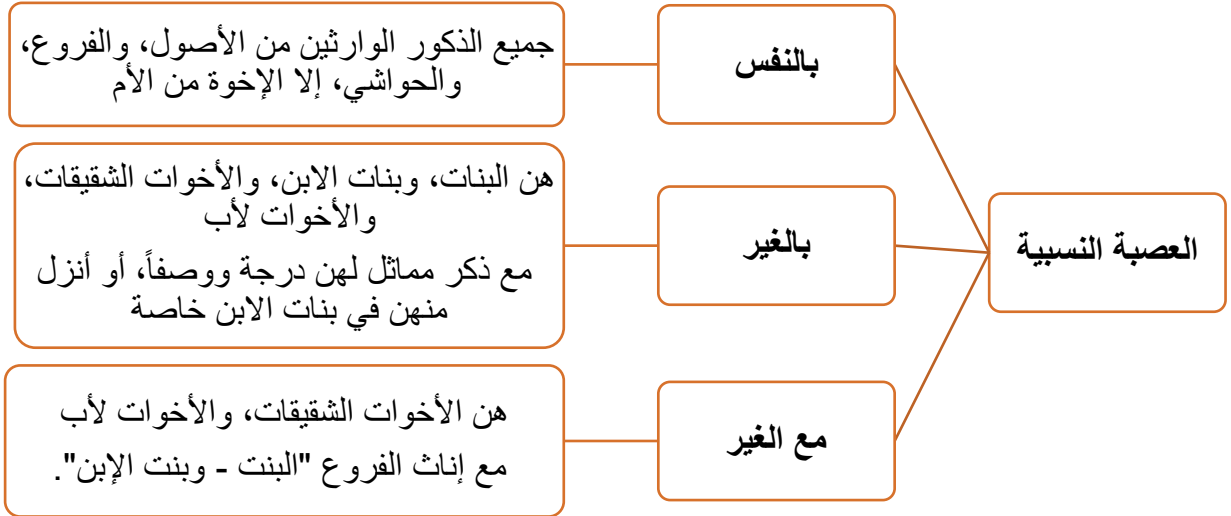 العصبة النسبية
بالنفس
جميع الذكور الوارثين من الأصول، والفروع،
والحواشي، إلا الإخوة من الأم
بالغير
هن البنات، وبنات الابن، والأخوات الشقيقات،
والأخوات لأب
مع ذكر مماثل لهن درجة ووصفاً، أو أنزل
منهن في بنات الابن خاصة
مع الغير
هن الأخوات الشقيقات، والأخوات لأب
مع إناث الفروع "البنت - وبنت الإبن".